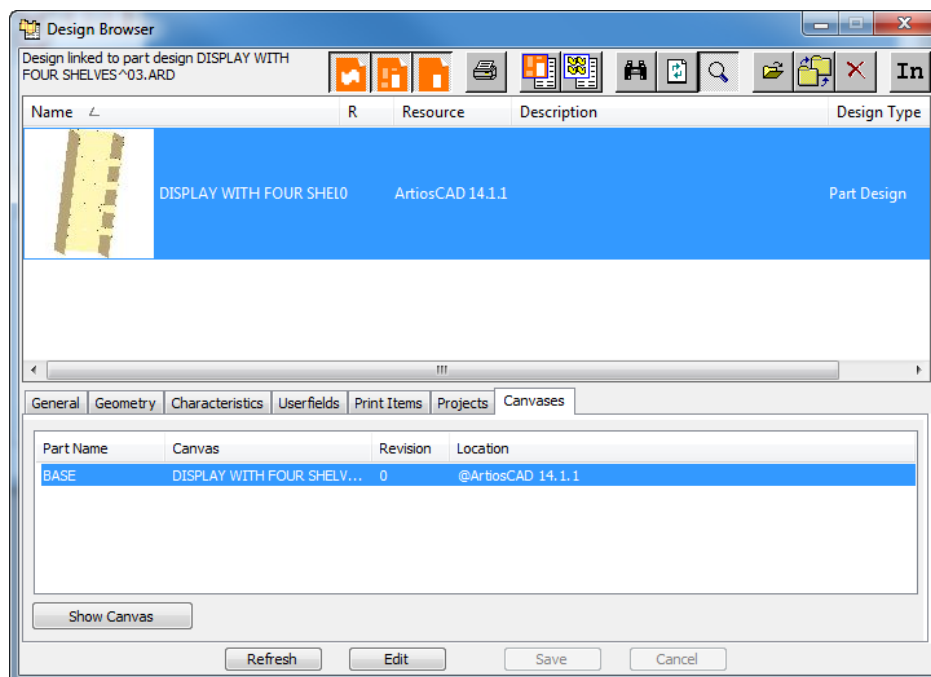 Design Browser
Design linked to part design DISPLAY WITH
FOUR SHELVES^03.ARD
In
Name R Resource Description Design Type
DISPLAY WITH FOUR SHEL0 ArtiosCAD 14.1.1 Part Design
General Geometry Characteristics Userfields Print Items Projects Canvases
Part Name Canvas Revision Location
BASE DISPLAY WITH FOUR SHELV... 0 @ArtiosCAD 14.1.1
Show Canvas
Refresh Edit Save Cancel